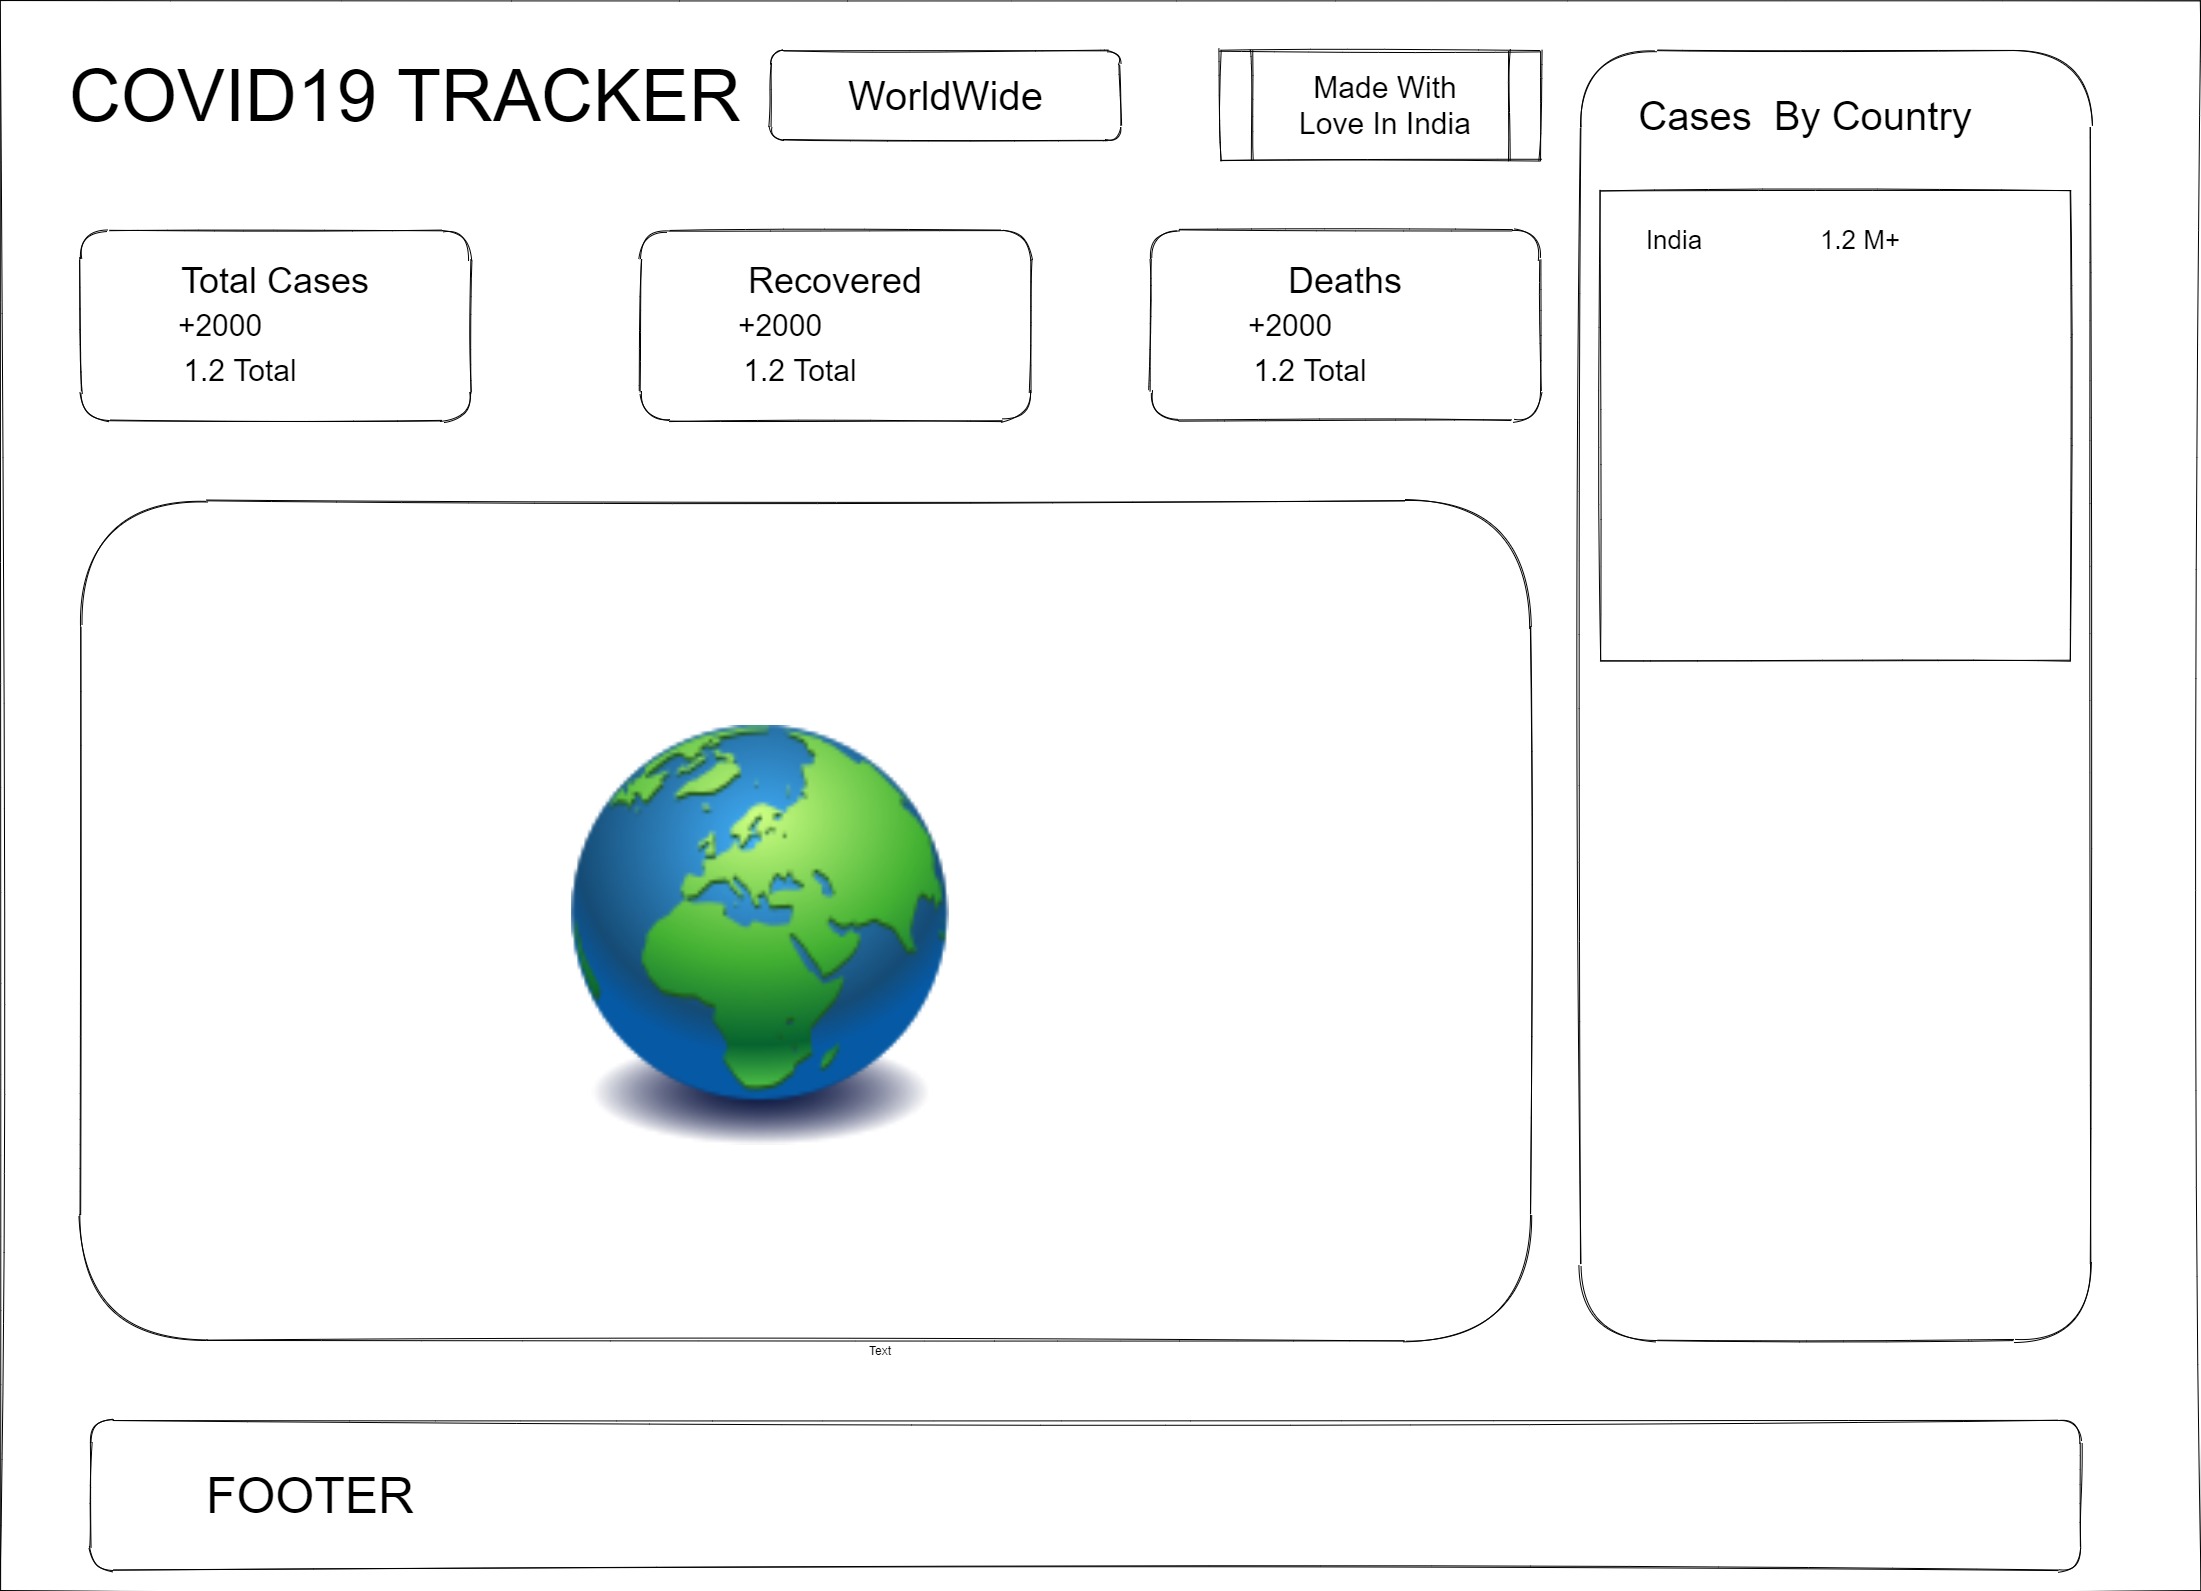 COVID19 TRACKER
WorldWide
Made With
Love In India
Cases  By Country
India 1.2 M+
Total Cases
+2000
1.2 Total
Recovered
+2000
1.2 Total
Deaths
+2000
1.2 Total
Text
FOOTER